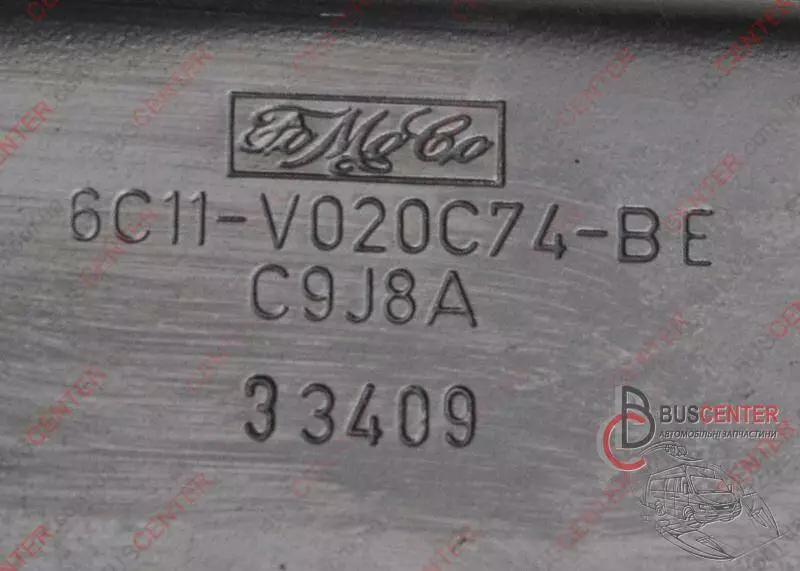 FoMoCo
6C11-V020C74-BE
C9J8A
33409
BUSCENTER
АВТОМОБІЛЬНІ ЗАПЧАСТИНИ